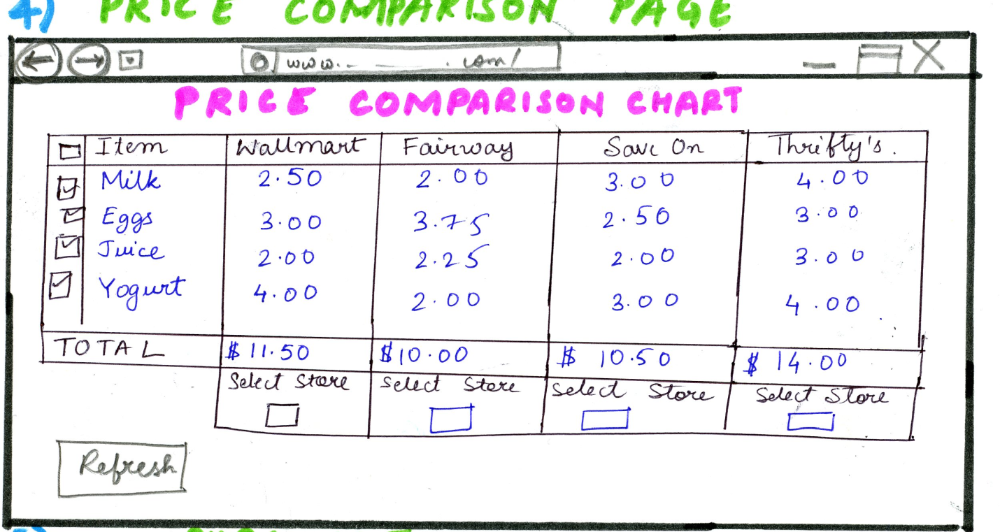 4) PRICE COMPARISON PAGE
www. .com/
PRICE COMPARISON CHART
Item Wallmart Fairway Save On Thrifty's.
Milk 2.50 2.00 3.00 4.00
Eggs 3.00 3.75 2.50 3.00
Juice 2.00 2.25 2.00 3.00
Yogurt 4.00 2.00 3.00 4.00
TOTAL $11.50 $10.00 $ 10.50 $ 14.00
Select Store Select Store Select Store Select Store
Refresh